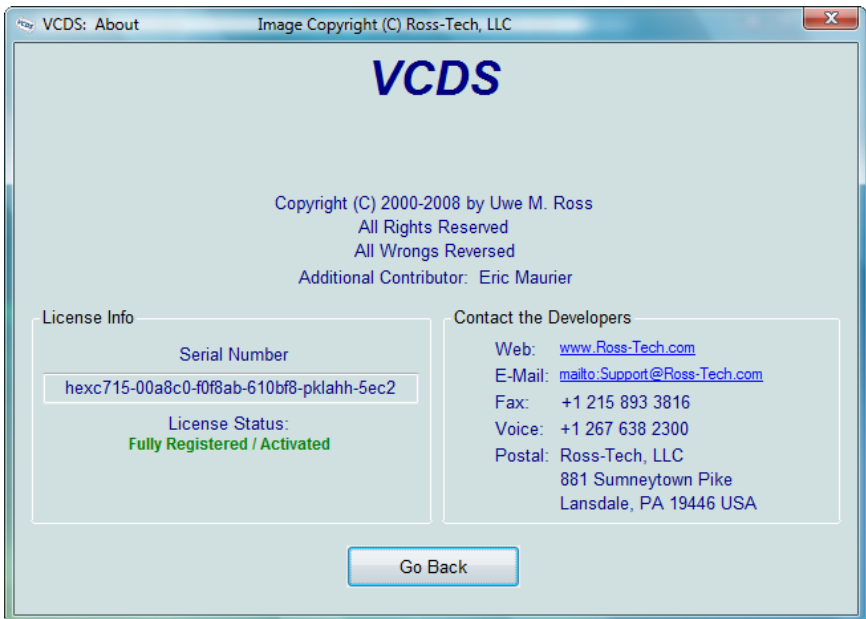 VCDS: About
Image Copyright (C) Ross-Tech, LLC
VCDS
Copyright (C) 2000-2008 by Uwe M. Ross
All Rights Reserved
All Wrongs Reversed
Additional Contributor: Eric Maurier
License Info
Serial Number
hexc715-00a8c0-f0f8ab-610bf8-pklahh-5ec2
License Status:
Fully Registered / Activated
Contact the Developers
Web: www.Ross-Tech.com
E-Mail: mailto:Support@Ross-Tech.com
Fax: +1 215 893 3816
Voice: +1 267 638 2300
Postal: Ross-Tech, LLC
881 Sumneytown Pike
Lansdale, PA 19446 USA
Go Back